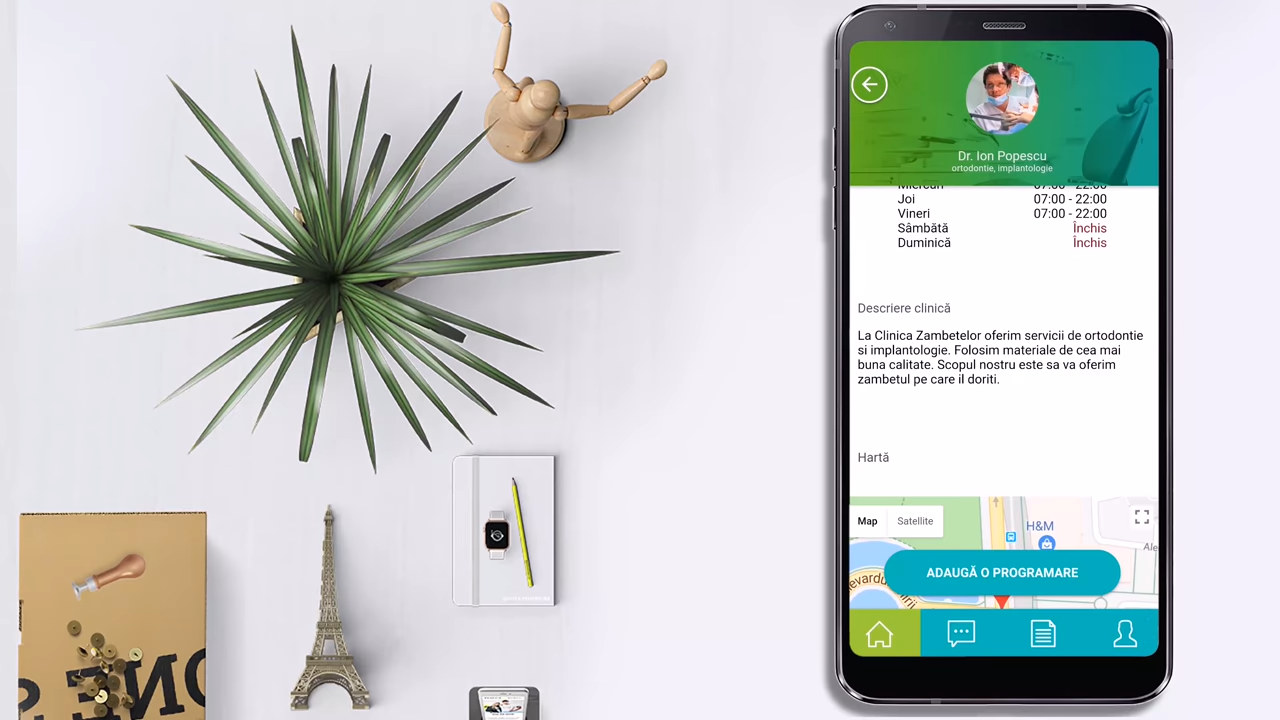 Dr. Ion Popescu
ortodontie, implantologie
Miercuri 07:00 - 22:00
Joi 07:00 - 22:00
Vineri 07:00 - 22:00
Sâmbătă Închis
Duminică Închis
Descriere clinică
La Clinica Zambetelor oferim servicii de ortodontie
si implantologie. Folosim materiale de cea mai
buna calitate. Scopul nostru este sa va oferim
zambetul pe care il doriti.
Hartă
Map Satellite
H&M
Ale
ADAUGĂ O PROGRAMARE